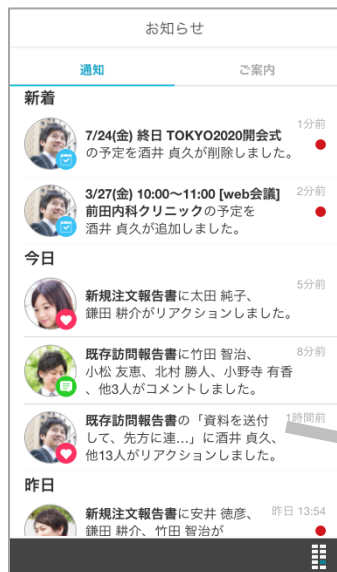 お知らせ
通知
ご案内
新着
1分前
7/24(金) 終日 TOKYO2020開会式
の予定を酒井 貞久が削除しました。
2分前
3/27(金) 10:00〜11:00 [web会議]
前田内科クリニックの予定を
酒井 貞久が追加しました。
今日
5分前
新規注文報告書に太田 純子、
鎌田 耕介がリアクションしました。
8分前
既存訪問報告書に竹田 智治、
小松 友恵、北村 勝人、小野寺 有香
、他3人がコメントしました。
1時間前
既存訪問報告書の「資料を送付
して、先方に連...」に酒井 貞久、
他13人がリアクションしました。
昨日
昨日 13:54
新規注文報告書に安井 徳彦、
鎌田 耕介、竹田 智治が